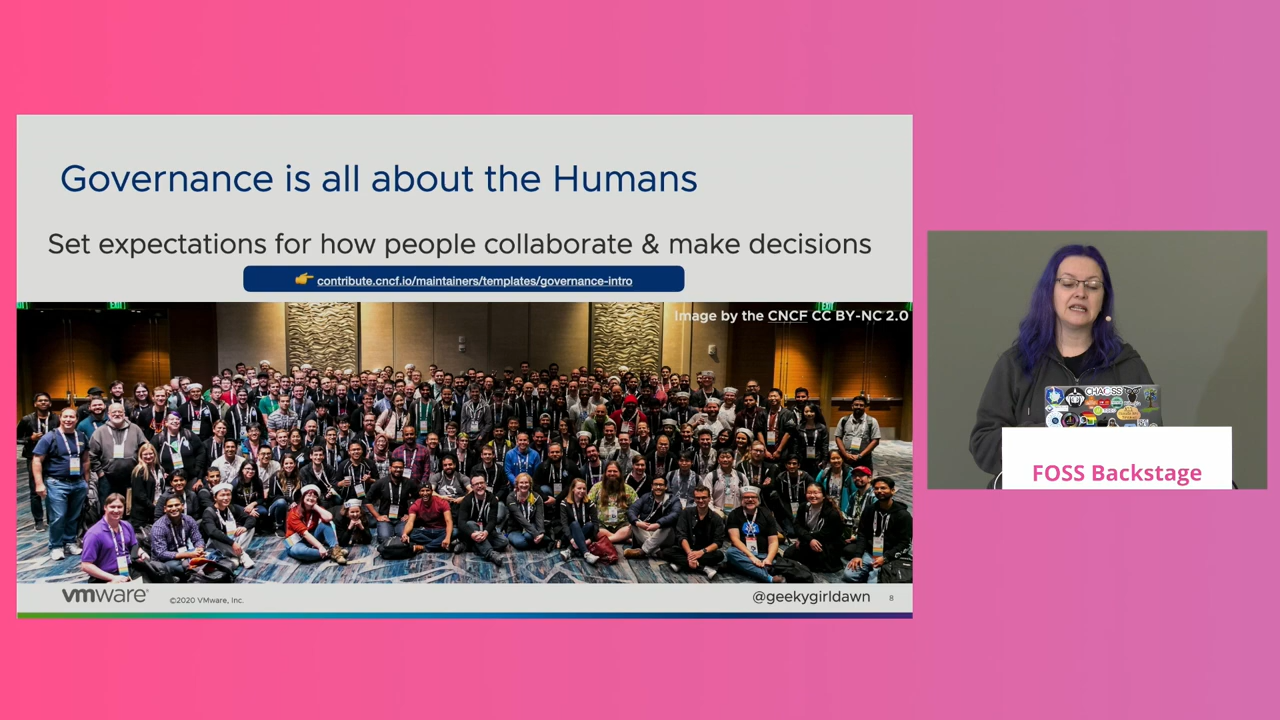 Governance is all about the Humans
Set expectations for how people collaborate & make decisions
👉 contribute.cncf.io/maintainers/templates/governance-intro
Image by the CNCF CC BY-NC 2.0
EXIT
vmware®
©2020 VMware, Inc.
@geekygirldawn
8
CHAOSS
FOSS Backstage